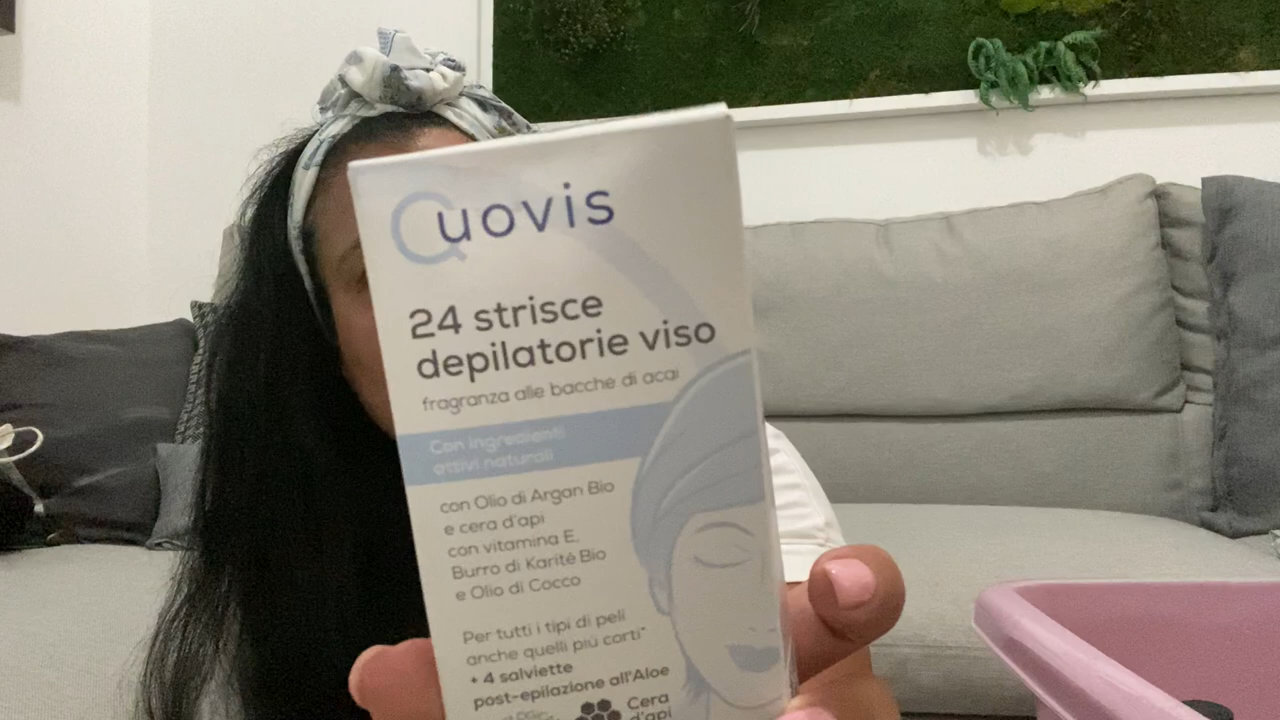 Quovis
24 strisce
depilatorie viso
fragranza alle bacche di acai
Con ingredienti
attivi naturali
con Olio di Argan Bio
e cera d'api
con vitamina E,
Burro di Karitè Bio
e Olio di Cocco
Per tutti i tipi di peli
anche quelli più corti*
+ 4 salviette
post-epilazione all'Aloe
Cera
d'api